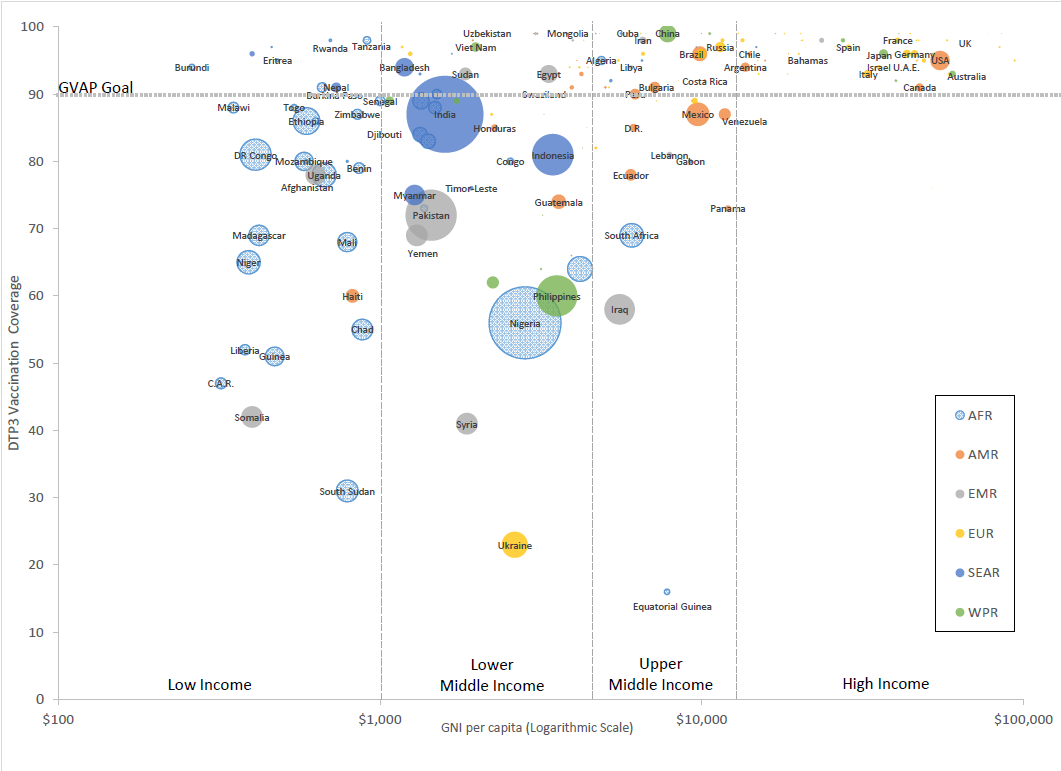 100
90
80
70
60
50
40
30
20
10
0
DTP3 Vaccination Coverage
GVAP Goal
Uzbekistan
Mongolia
Cuba
China
France
UK
Rwanda
Tanzania
Viet Nam
Iran
Russia
Spain
Eritrea
Algeria
Brazil
Chile
Bahamas
Japan
Germany
USA
Burundi
Bangladesh
Sudan
Egypt
Libya
Argentina
Israel
U.A.E.
Italy
Australia
Nepal
Costa Rica
Bulgaria
Canada
Burkina Faso
Swaziland
Peru
Malawi
Togo
Senegal
Ethiopia
Zimbabwe
India
Mexico
Venezuela
Djibouti
Honduras
D.R.
DR Congo
Mozambique
Benin
Congo
Indonesia
Lebanon
Gabon
Uganda
Ecuador
Afghanistan
Myanmar
Timor-Leste
Pakistan
Guatemala
Panama
Madagascar
Mali
Yemen
South Africa
Niger
Haiti
Philippines
Iraq
Chad
Nigeria
Liberia
Guinea
C.A.R.
Somalia
Syria
South Sudan
Ukraine
Equatorial Guinea
AFR
AMR
EMR
EUR
SEAR
WPR
Low Income
Lower
Middle Income
Upper
Middle Income
High Income
$100
$1,000
$10,000
$100,000
GNI per capita (Logarithmic Scale)